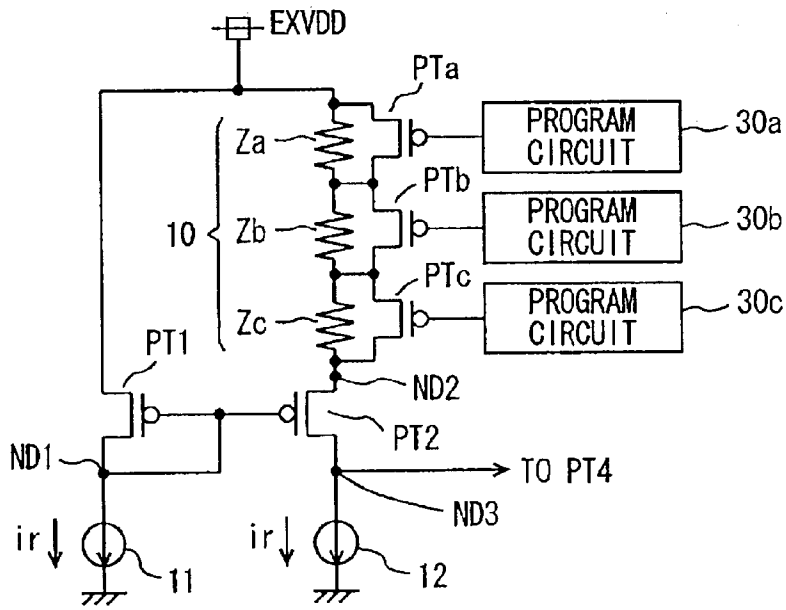 EXVDD
PTa
Za
PROGRAM
CIRCUIT
30a
PTb
10
Zb
PROGRAM
CIRCUIT
30b
PTc
Zc
PROGRAM
CIRCUIT
30c
PT1
ND2
PT2
ND1
TO PT4
ND3
ir
11
ir
12